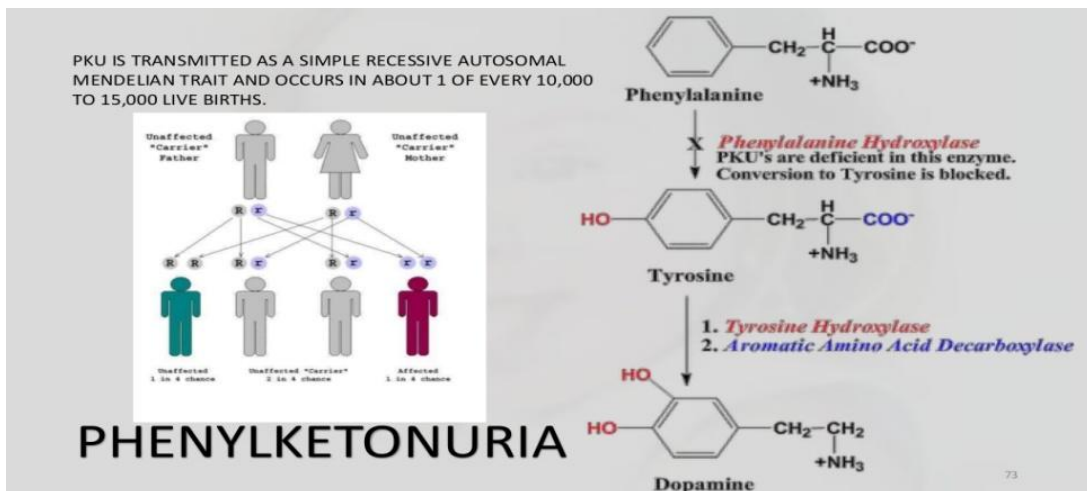 PKU IS TRANSMITTED AS A SIMPLE RECESSIVE AUTOSOMAL
MENDELIAN TRAIT AND OCCURS IN ABOUT 1 OF EVERY 10,000
TO 15,000 LIVE BIRTHS.
Unaffected
"Carrier"
Father
Unaffected
"Carrier"
Mother
R r R r
R R R r R r r r
Unaffected
1 in 4 chance
Unaffected "Carrier"
2 in 4 chance
Affected
1 in 4 chance
PHENYLKETONURIA
CH₂-C-COO⁻
H
+NH₃
Phenylalanine
X Phenylalanine Hydroxylase
PKU's are deficient in this enzyme.
Conversion to Tyrosine is blocked.
H
HO CH₂-C-COO⁻
+NH₃
Tyrosine
1. Tyrosine Hydroxylase
2. Aromatic Amino Acid Decarboxylase
HO
HO CH₂-CH₂
+NH₃
Dopamine
73